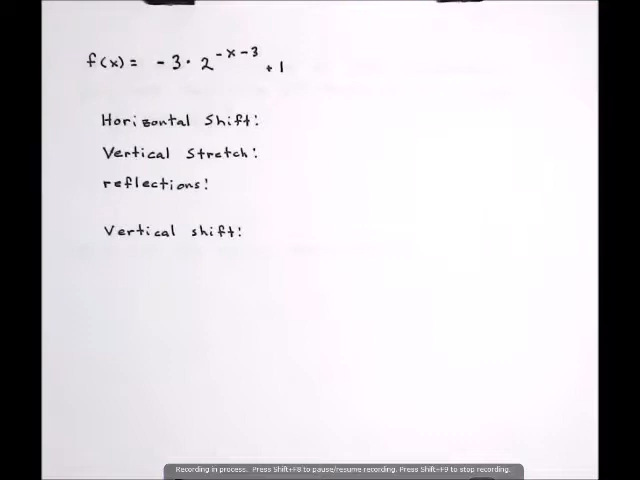 f(x) = -3 · 2^{-x-3} + 1
Horizontal Shift:
Vertical Stretch:
reflections:
Vertical shift:
Recording in process. Press Shift+F8 to pause/resume recording. Press Shift+F9 to stop recording.